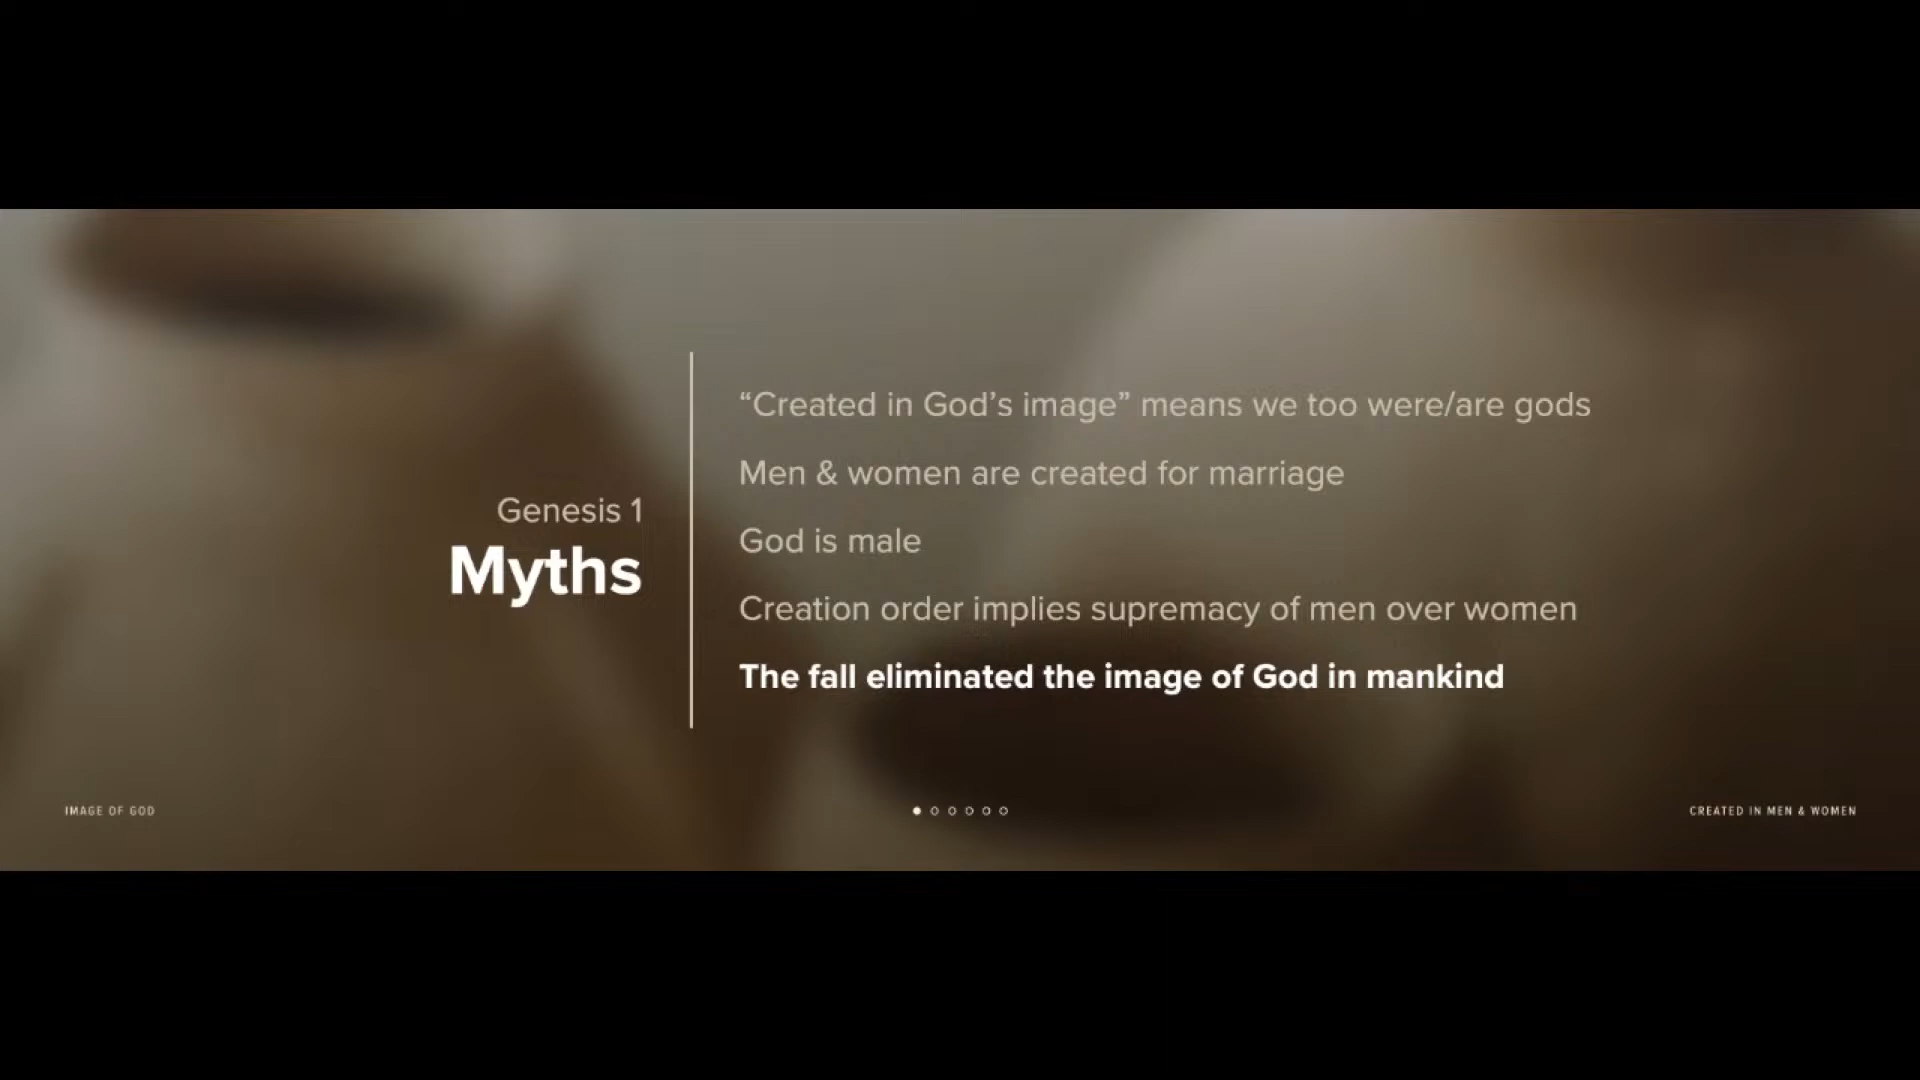 Genesis 1
Myths
“Created in God’s image” means we too were/are gods
Men & women are created for marriage
God is male
Creation order implies supremacy of men over women
The fall eliminated the image of God in mankind
IMAGE OF GOD
CREATED IN MEN & WOMEN